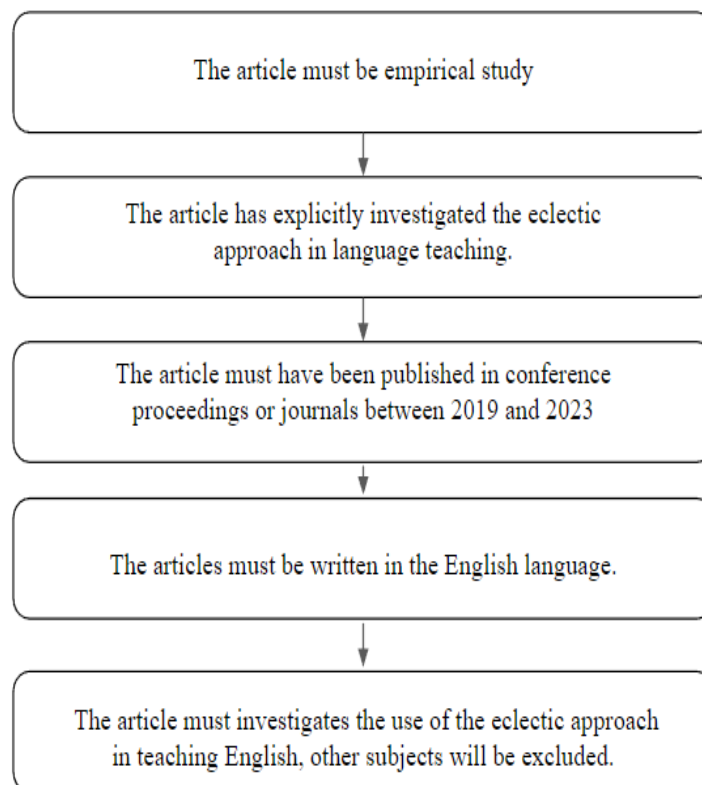 The article must be empirical study
The article has explicitly investigated the eclectic
approach in language teaching.
The article must have been published in conference
proceedings or journals between 2019 and 2023
The articles must be written in the English language.
The article must investigates the use of the eclectic approach
in teaching English, other subjects will be excluded.